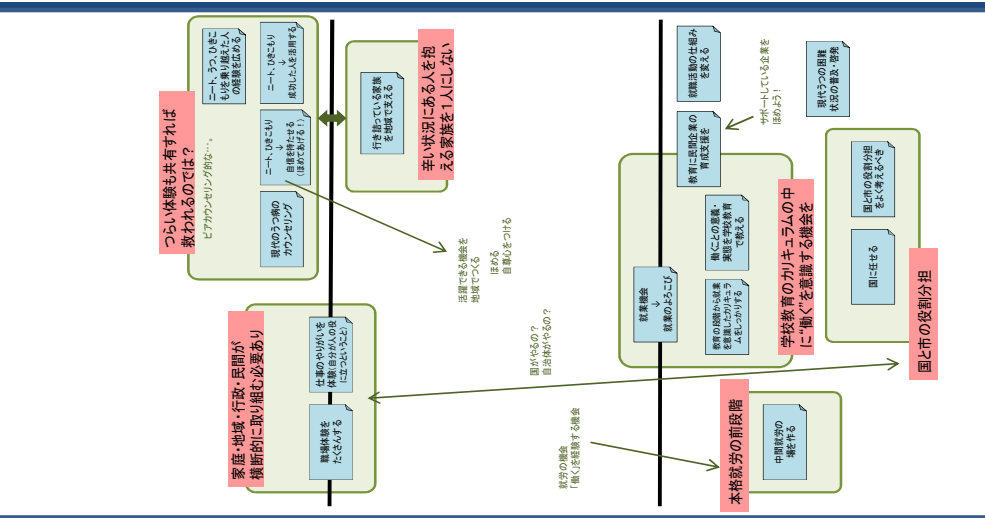 家庭・地域・行政・民間が
横断的に取り組む必要あり
職場体験を
たくさんする
仕事のやりがいを
体験(自分が人の役
に立つということ)
つらい体験も共有すれば
救われるのでは？
ピアカウンセリング的な…。
現代のうつ病の
カウンセリング
ニート、ひきこもり
↓
自信を持たせる
(ほめてあげる！)
ニート、うつ、ひきこ
もりを乗り越えた人
の経験を広める
ニート、ひきこもり
↓
成功した人を活用する
行き詰っている家族
を地域で支える
辛い状況にある人を抱
える家族を１人にしない
活躍できる機会を
地域でつくる
ほめる
自尊心をつける
国がやるの？
自治体がやるの？
就労の機会
「働く」を経験する機会
本格就労の前段階
中間就労の
場を作る
就業機会
↓
就業のよろこび
教育の段階から就業
を意識したカリキュラ
ムをしっかりする
働くことの意義・
実態を学校教育
で教える
教育に民間企業の
育成支援を
学校教育のカリキュラムの中
に“働く”を意識する機会を
就職活動の仕組み
を変える
サポートしている企業を
ほめよう！
現代うつの困難
状況の普及・啓発
国に任せる
国と市の役割分担
をよく考えるべき
国と市の役割分担